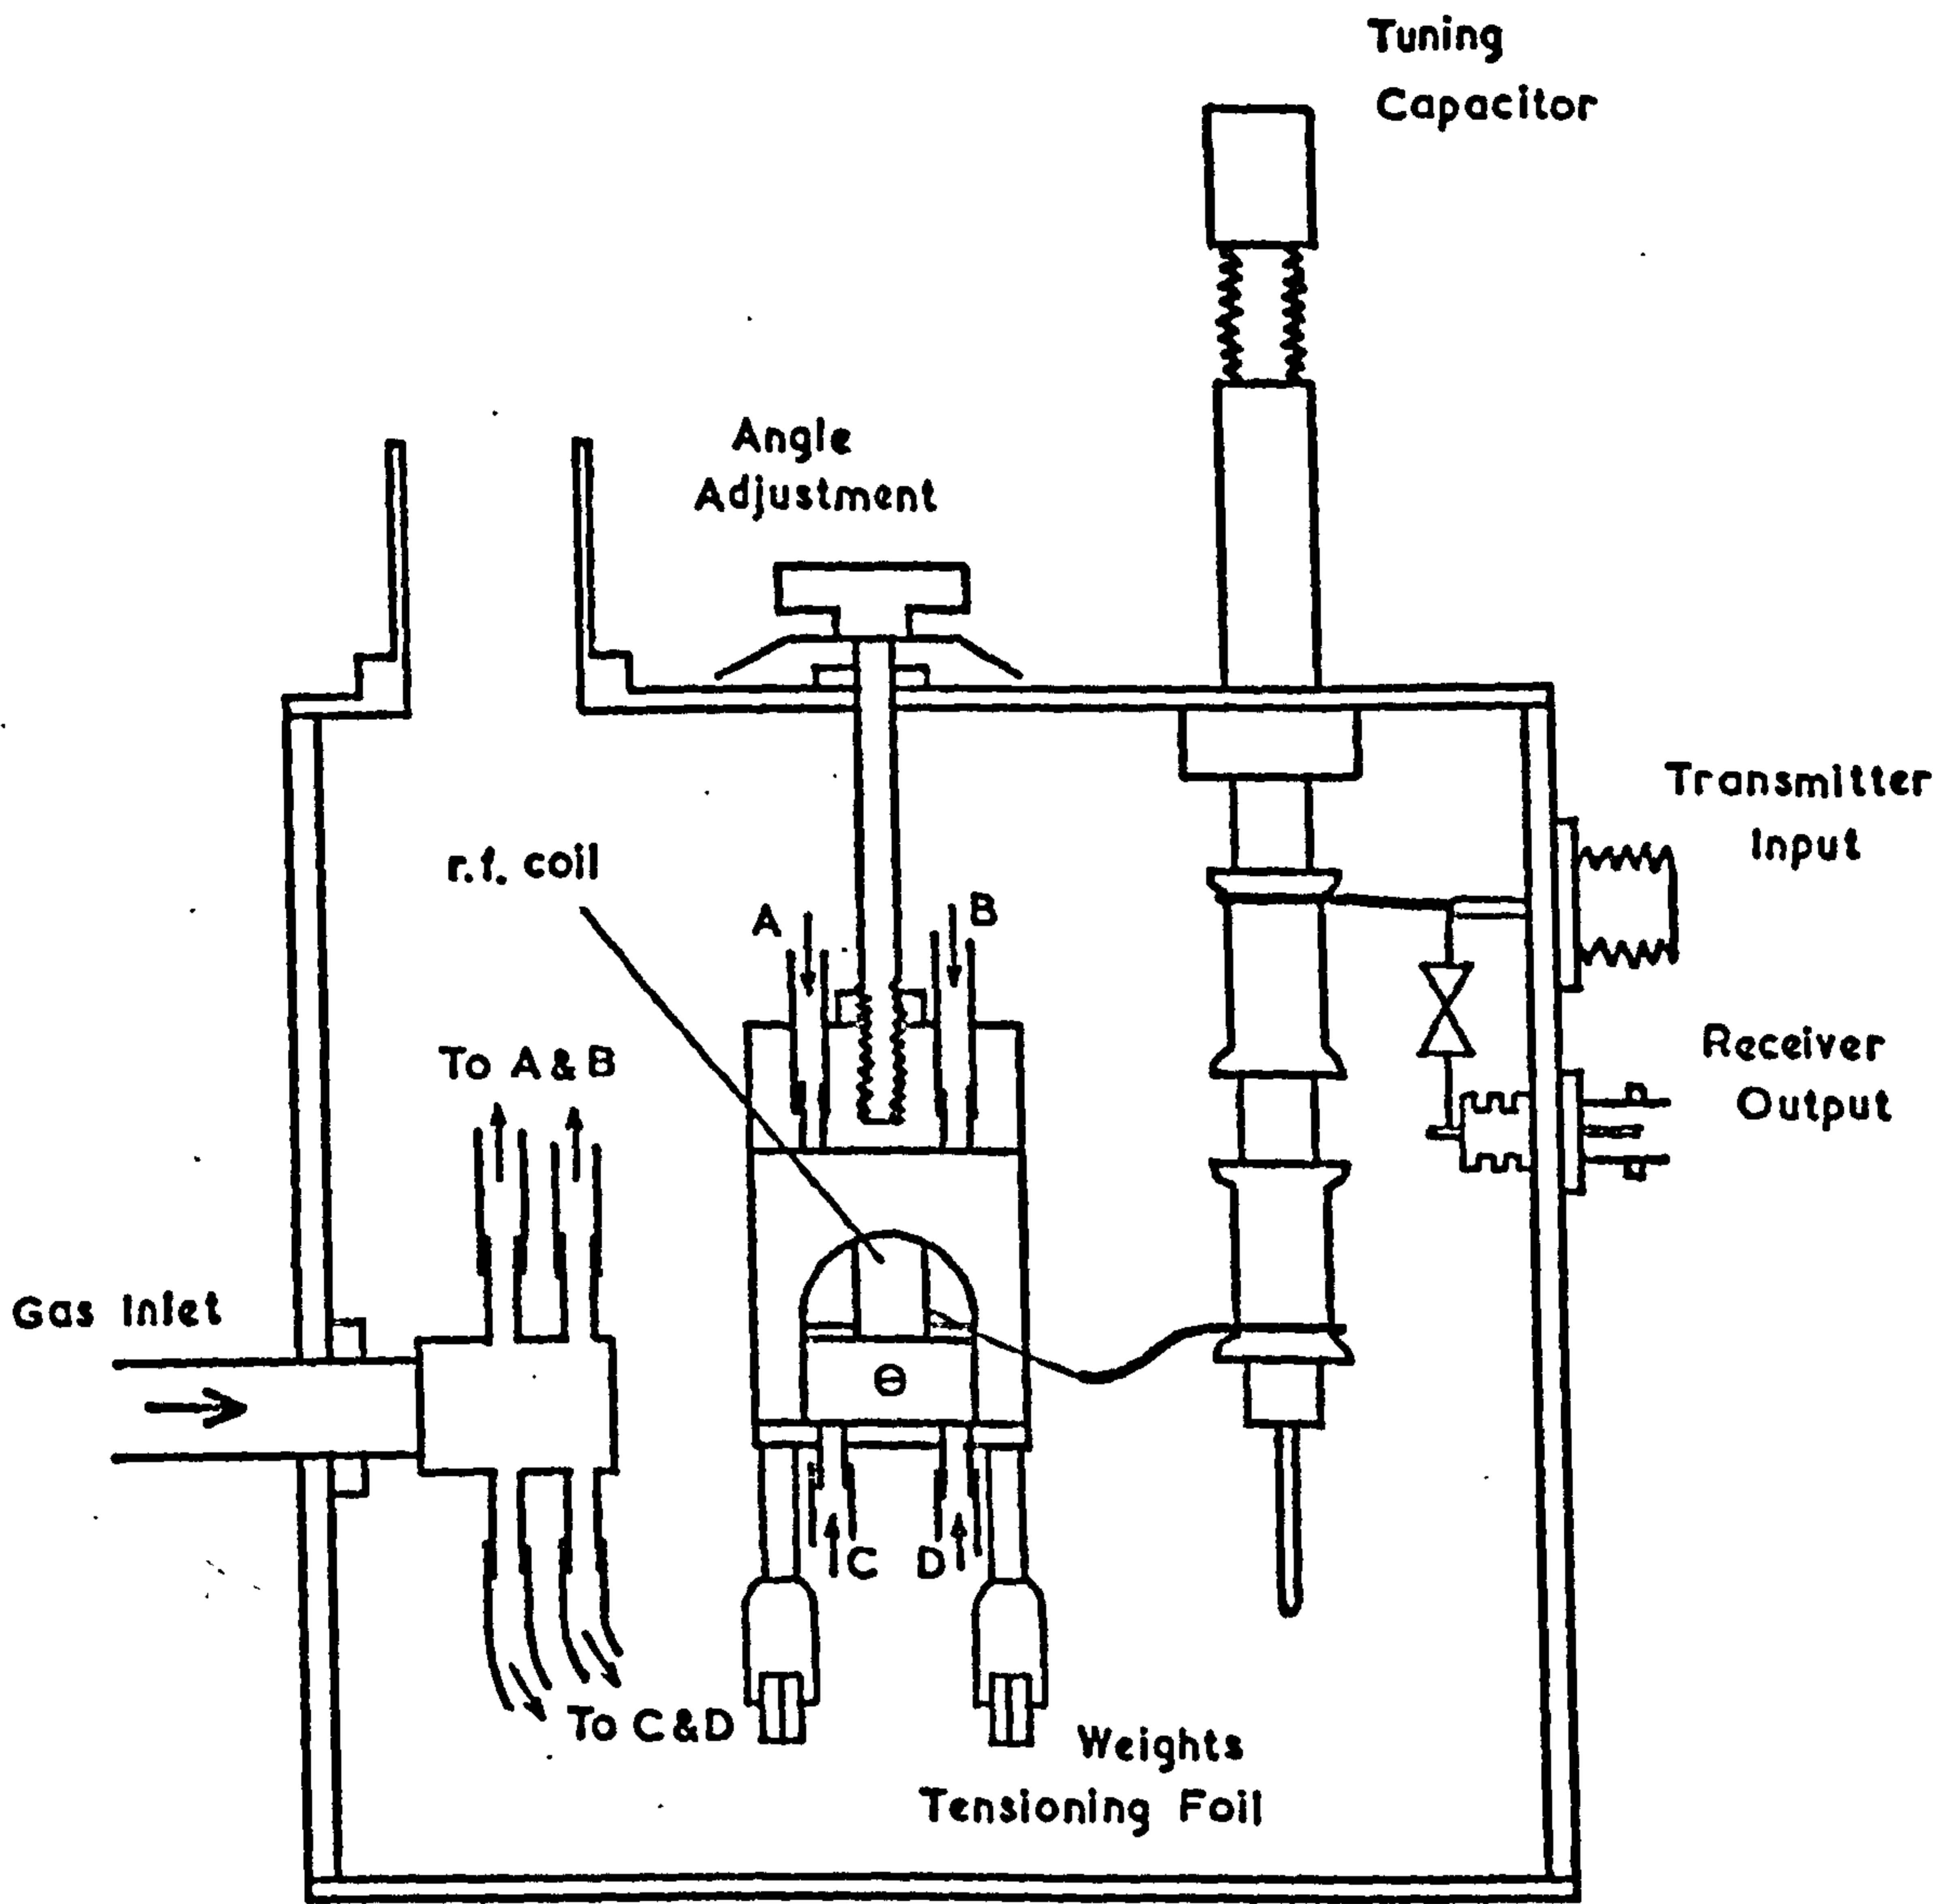 Tuning
Capacitor
Angle
Adjustment
Transmitter
Input
r.f. coil
A
B
Receiver
Output
To A & B
Gas Inlet
Θ
C
D
To C & D
Weights
Tensioning Foil